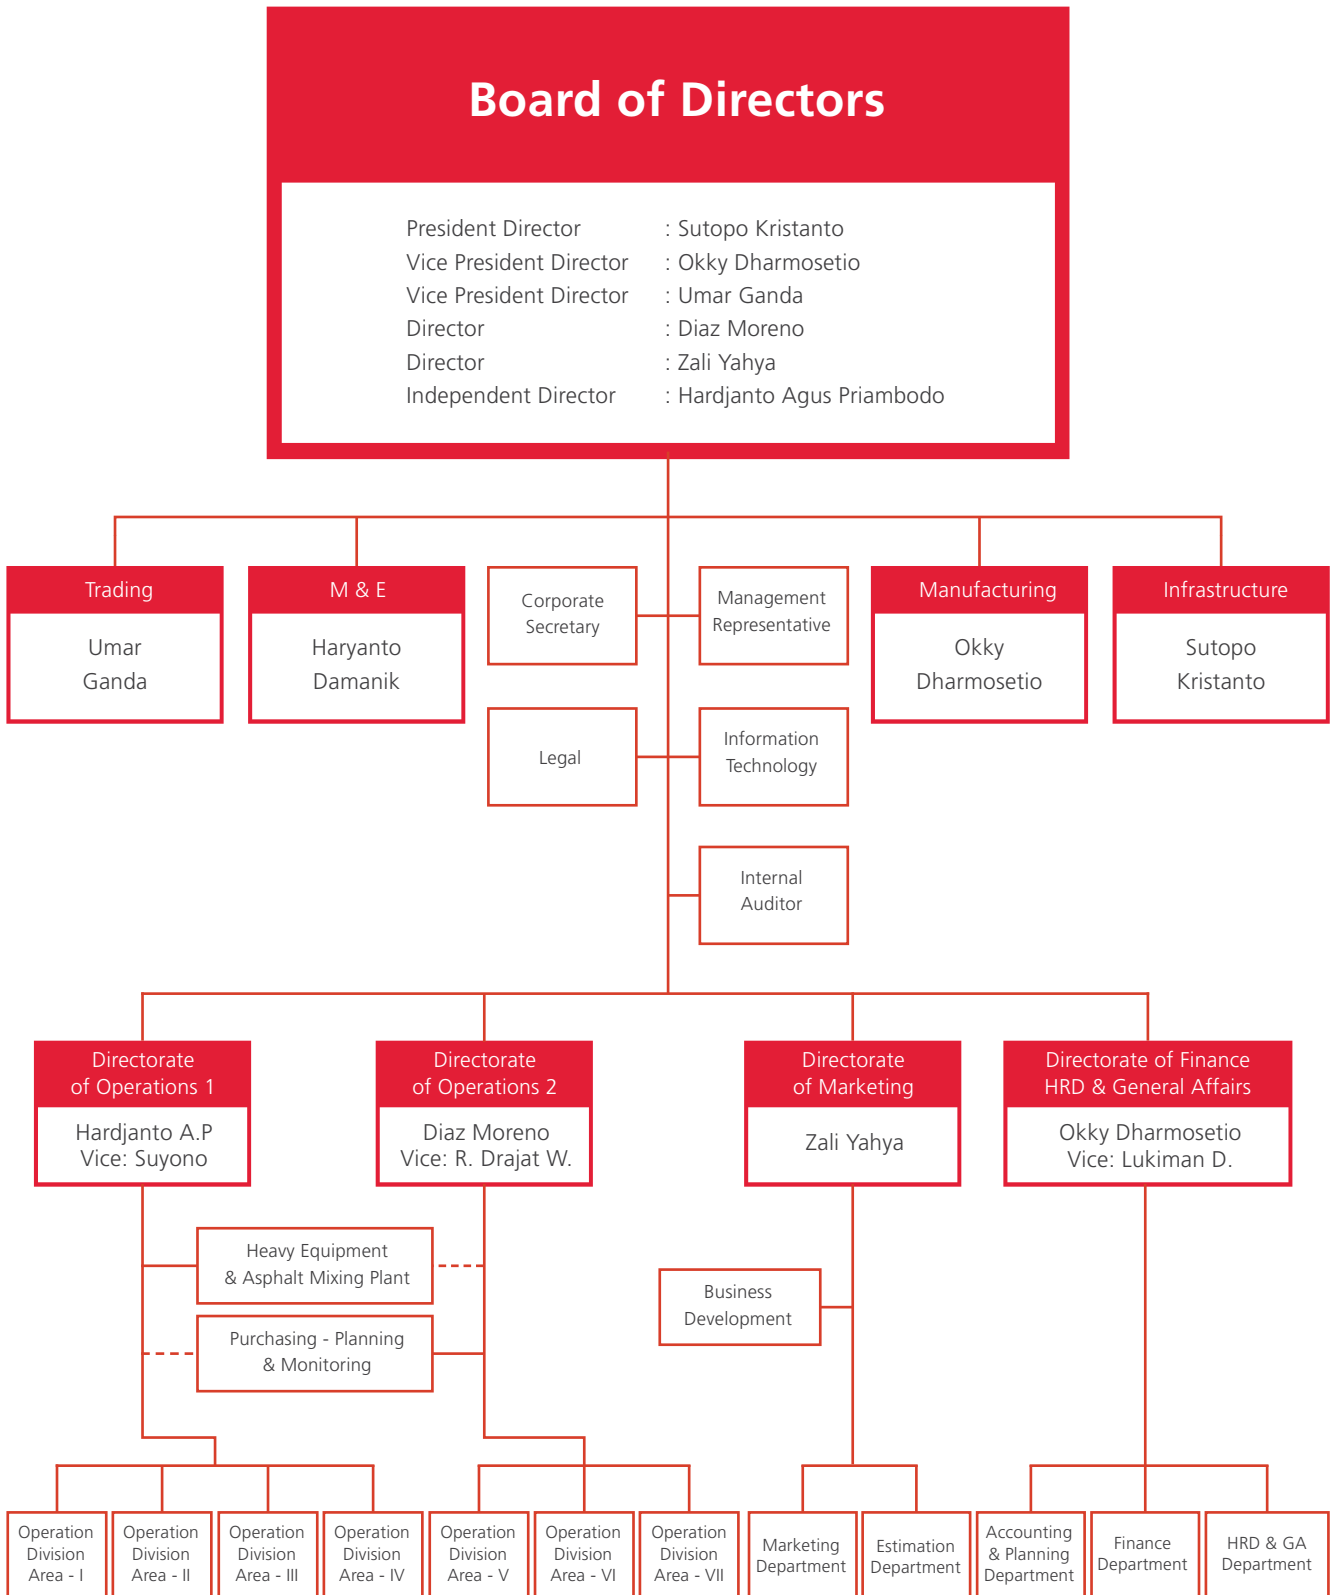 Board of Directors
President Director : Sutopo Kristanto
Vice President Director : Okky Dharmosetio
Vice President Director : Umar Ganda
Director : Diaz Moreno
Director : Zali Yahya
Independent Director : Hardjanto Agus Priambodo
Trading
Umar
Ganda
M & E
Haryanto
Damanik
Corporate
Secretary
Management
Representative
Manufacturing
Okky
Dharmosetio
Infrastructure
Sutopo
Kristanto
Legal
Information
Technology
Internal
Auditor
Directorate
of Operations 1
Hardjanto A.P
Vice: Suyono
Directorate
of Operations 2
Diaz Moreno
Vice: R. Drajat W.
Directorate
of Marketing
Zali Yahya
Directorate of Finance
HRD & General Affairs
Okky Dharmosetio
Vice: Lukiman D.
Heavy Equipment
& Asphalt Mixing Plant
Purchasing - Planning
& Monitoring
Business
Development
Operation
Division
Area - I
Operation
Division
Area - II
Operation
Division
Area - III
Operation
Division
Area - IV
Operation
Division
Area - V
Operation
Division
Area - VI
Operation
Division
Area - VII
Marketing
Department
Estimation
Department
Accounting
& Planning
Department
Finance
Department
HRD & GA
Department